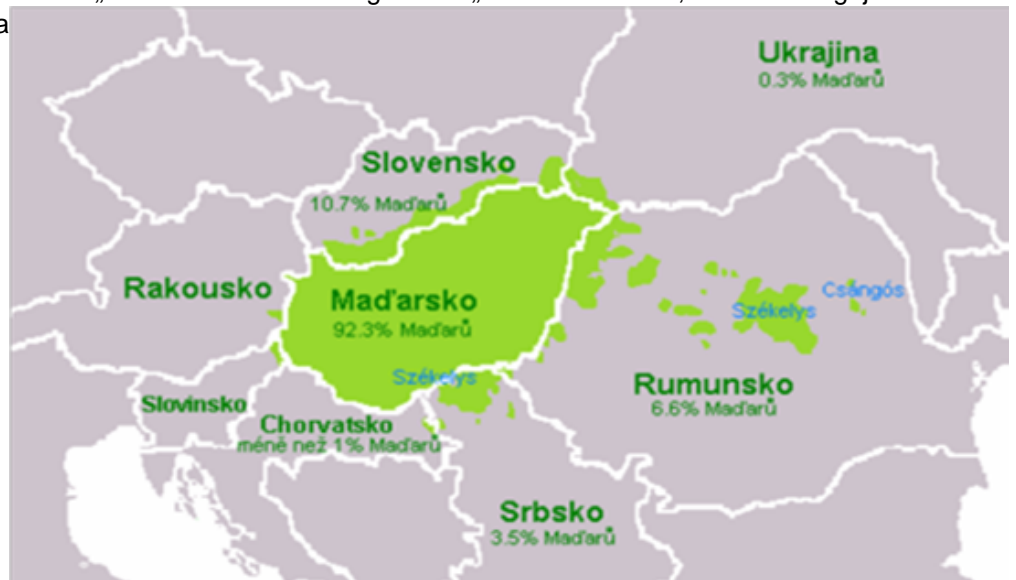 a
Ukrajina
0.3% Maďarů
Slovensko
10.7% Maďarů
Rakousko
Maďarsko
92.3% Maďarů
Csángós
Székelys
Székelys
Rumunsko
6.6% Maďarů
Slovinsko
Chorvatsko
méně než 1% Maďarů
Srbsko
3.5% Maďarů